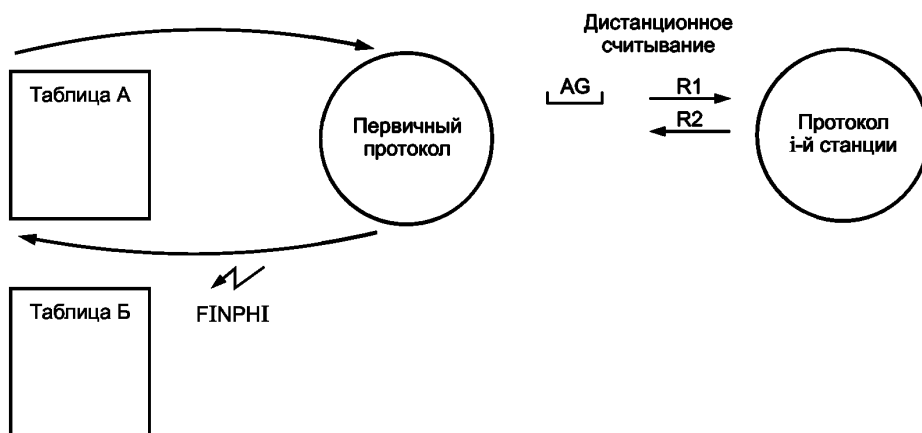 Дистанционное
считывание
Таблица А
AG
R1
R2
Первичный
протокол
Протокол
i-й станции
Таблица Б
FINPHI